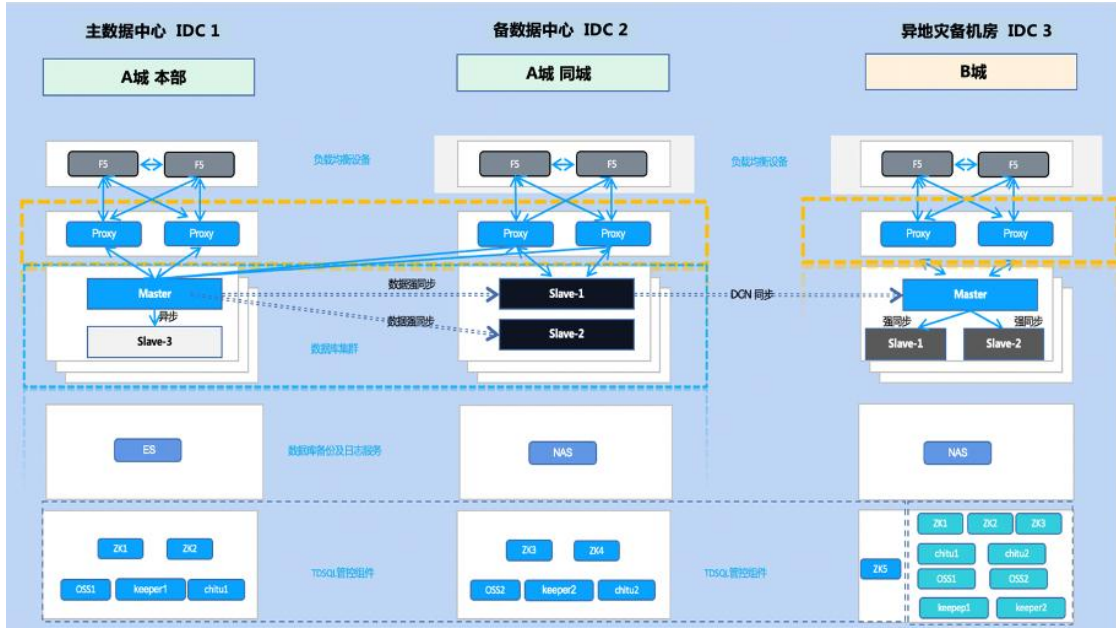 主数据中心 IDC 1
备数据中心 IDC 2
异地灾备机房 IDC 3
A城 本部
A城 同城
B城
F5
F5
负载均衡设备
F5
F5
负载均衡设备
F5
F5
Proxy
Proxy
Proxy
Proxy
Proxy
Proxy
Master
异步
Slave-3
数据强同步
数据强同步
数据库集群
Slave-1
Slave-2
DCN 同步
Master
强同步
强同步
Slave-1
Slave-2
ES
数据库备份及日志服务
NAS
NAS
ZK1
ZK2
OSS1
keeper1
chitu1
TDSQL管控组件
ZK3
ZK4
OSS2
keeper2
chitu2
TDSQL管控组件
ZK5
ZK1
ZK2
ZK3
chitu1
chitu2
OSS1
OSS2
keepep1
keeper2